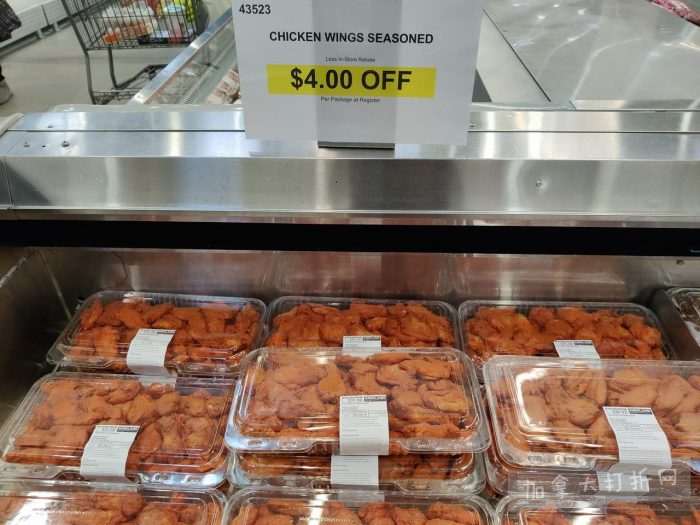 43523
CHICKEN WINGS SEASONED
Less In-Store Rebate
$4.00 OFF
Per Package at Register
加拿大打折网